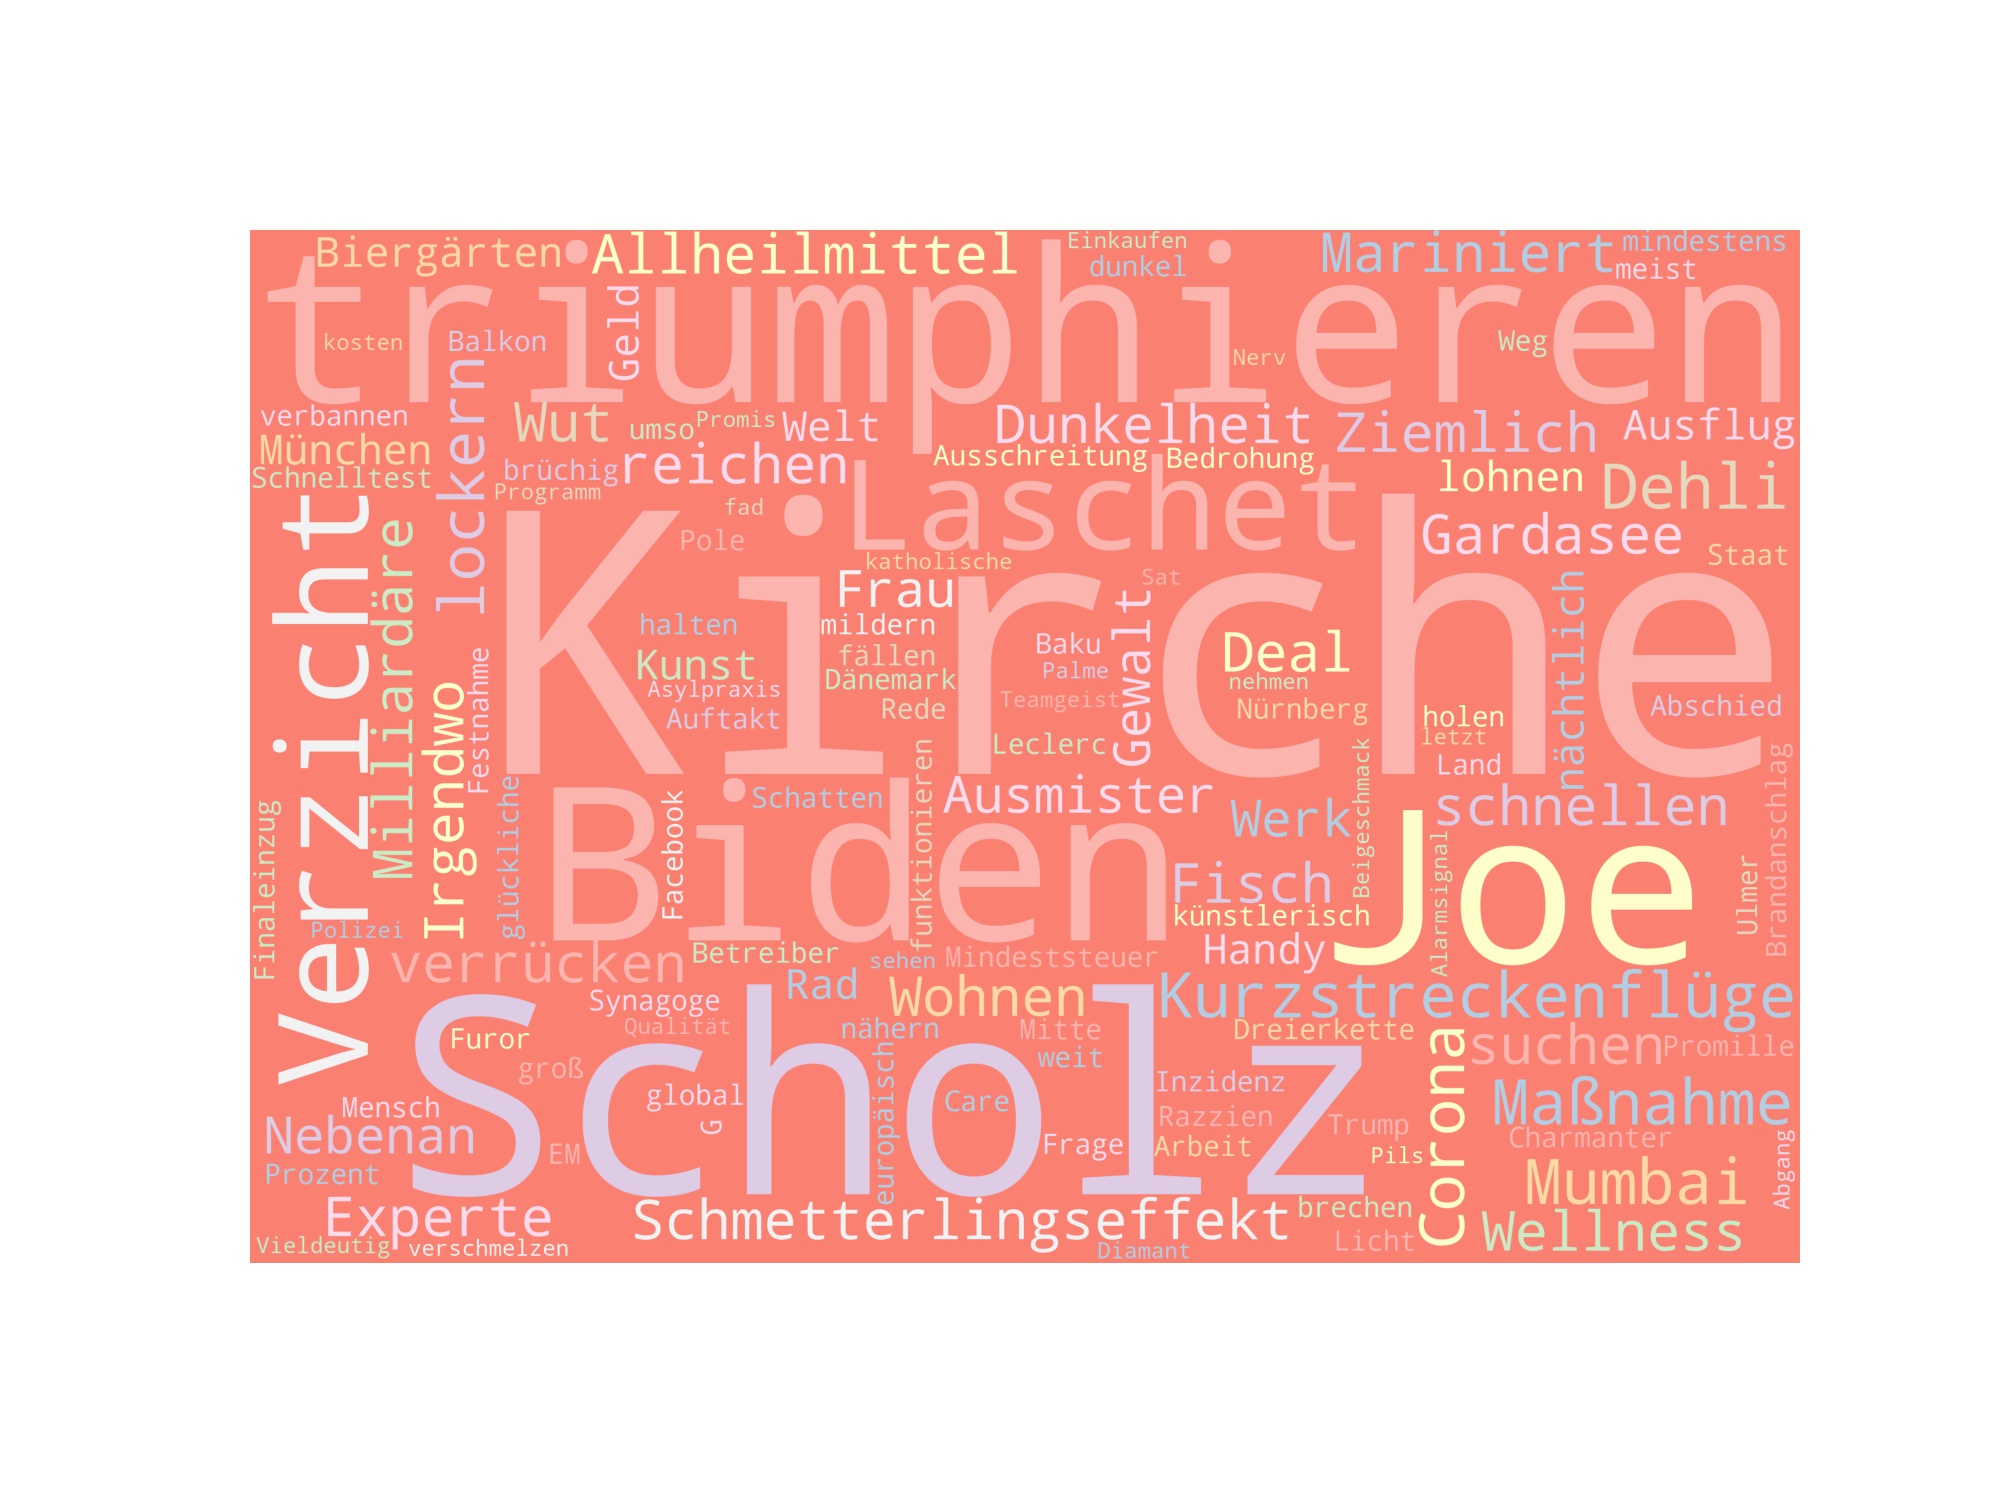 Biergärten
Allheilmittel
Einkaufen
dunkel
Mariniert
mindestens
meist
triumphieren
kosten
Balkon
Geld
Nerv
Weg
verbannen
München
Schnelltest
lockern
Wut
umso
Promis
Welt
Dunkelheit
Ziemlich
Ausflug
brüchig
reichen
Programm
Ausschreitung
Bedrohung
lohnen
Dehli
fad
Laschet
Gardasee
Staat
Verzicht
Milliardäre
Pole
katholische
Sat
Kirche
Frau
halten
mildern
Kunst
fällen
Dänemark
Asylpraxis
Auftakt
Rede
Baku
Palme
Teamgeist
Gewalt
Deal
nehmen
Nürnberg
holen
letzt
Land
nächtlich
Abschied
Festnahme
Irgendwo
Leclerc
glückliche
Biden
Schatten
Facebook
funktionieren
Ausmister
Werk
Beigeschmack
schnellen
Joe
Brandanschlag
Finaleinzug
Polizei
Fisch
künstlerisch
Alarmsignal
Ulmer
verrücken
Betreiber
sehen
Mindeststeuer
Handy
Rad
Wohnen
Kurzstreckenflüge
Synagoge
Qualität
Furor
groß
nähern
Mitte
weit
Dreierkette
suchen
Promille
Scholz
Mensch
global
G
europäisch
Care
Inzidenz
Razzien
Trump
Corona
Maßnahme
Nebenan
EM
Frage
Arbeit
Pils
Charmanter
Abgang
Prozent
Mumbai
Experte
Schmetterlingseffekt
brechen
Licht
Wellness
Vieldeutig
verschmelzen
Diamant